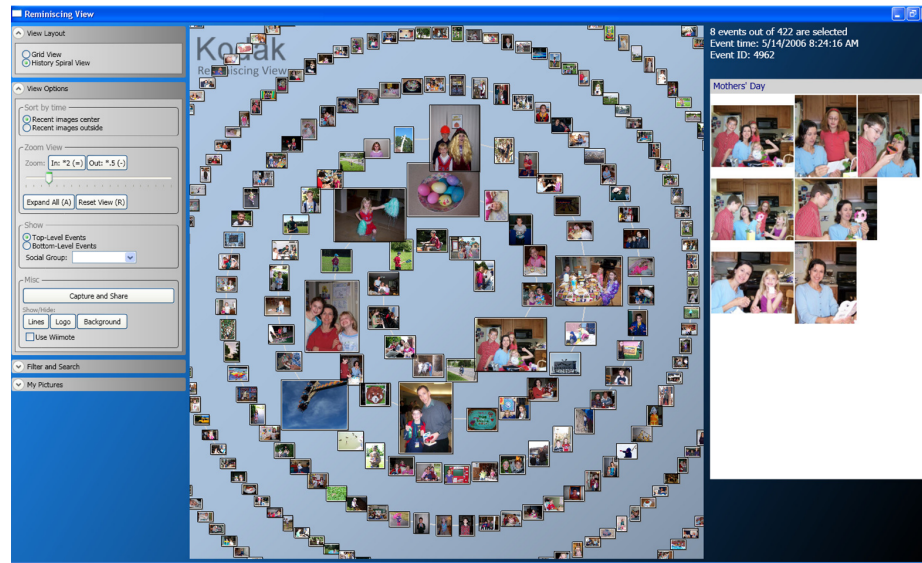 Reminiscing View
View Layout
Grid View
History Spiral View
View Options
Sort by time
Recent images center
Recent images outside
Zoom View
Zoom: In: *2 (=) Out: *.5 (-)
Expand All (A) Reset View (R)
Show
Top-Level Events
Bottom-Level Events
Social Group:
Misc
Capture and Share
Show/Hide:
Lines Logo Background
Use Wiimote
Filter and Search
My Pictures
Kodak
Reminiscing View
8 events out of 422 are selected
Event time: 5/14/2006 8:24:16 AM
Event ID: 4962
Mothers' Day